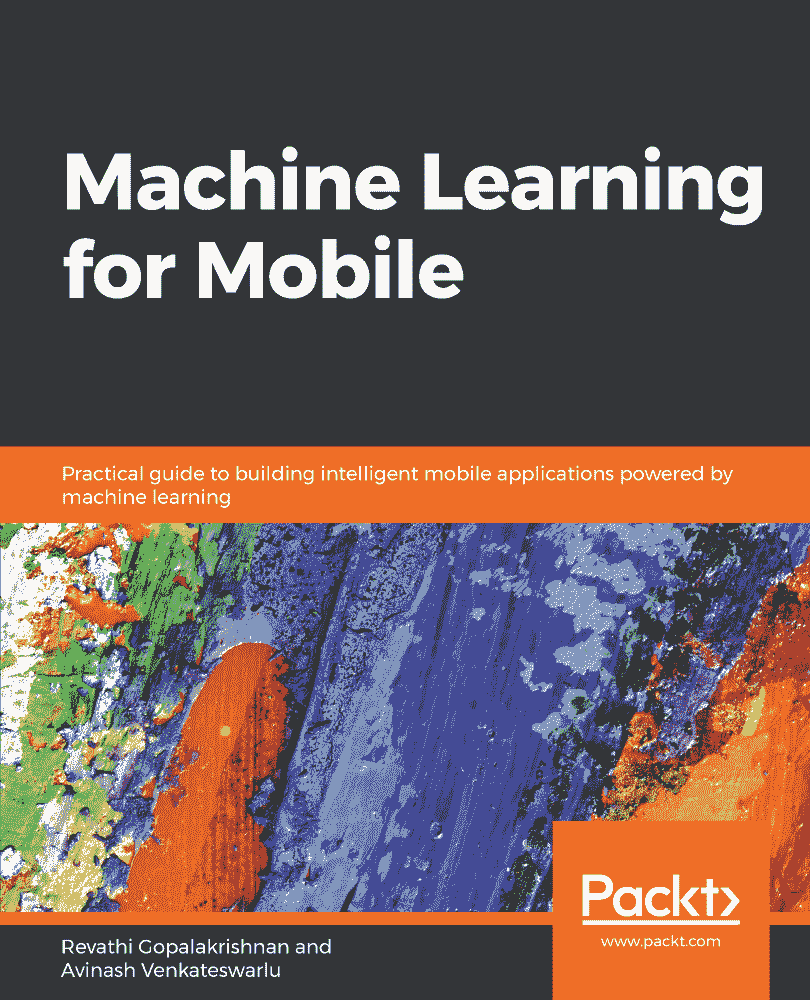 Machine Learning
for Mobile
Practical guide to building intelligent mobile applications powered by
machine learning
Packt>
www.packt.com
Revathi Gopalakrishnan and
Avinash Venkateswarlu